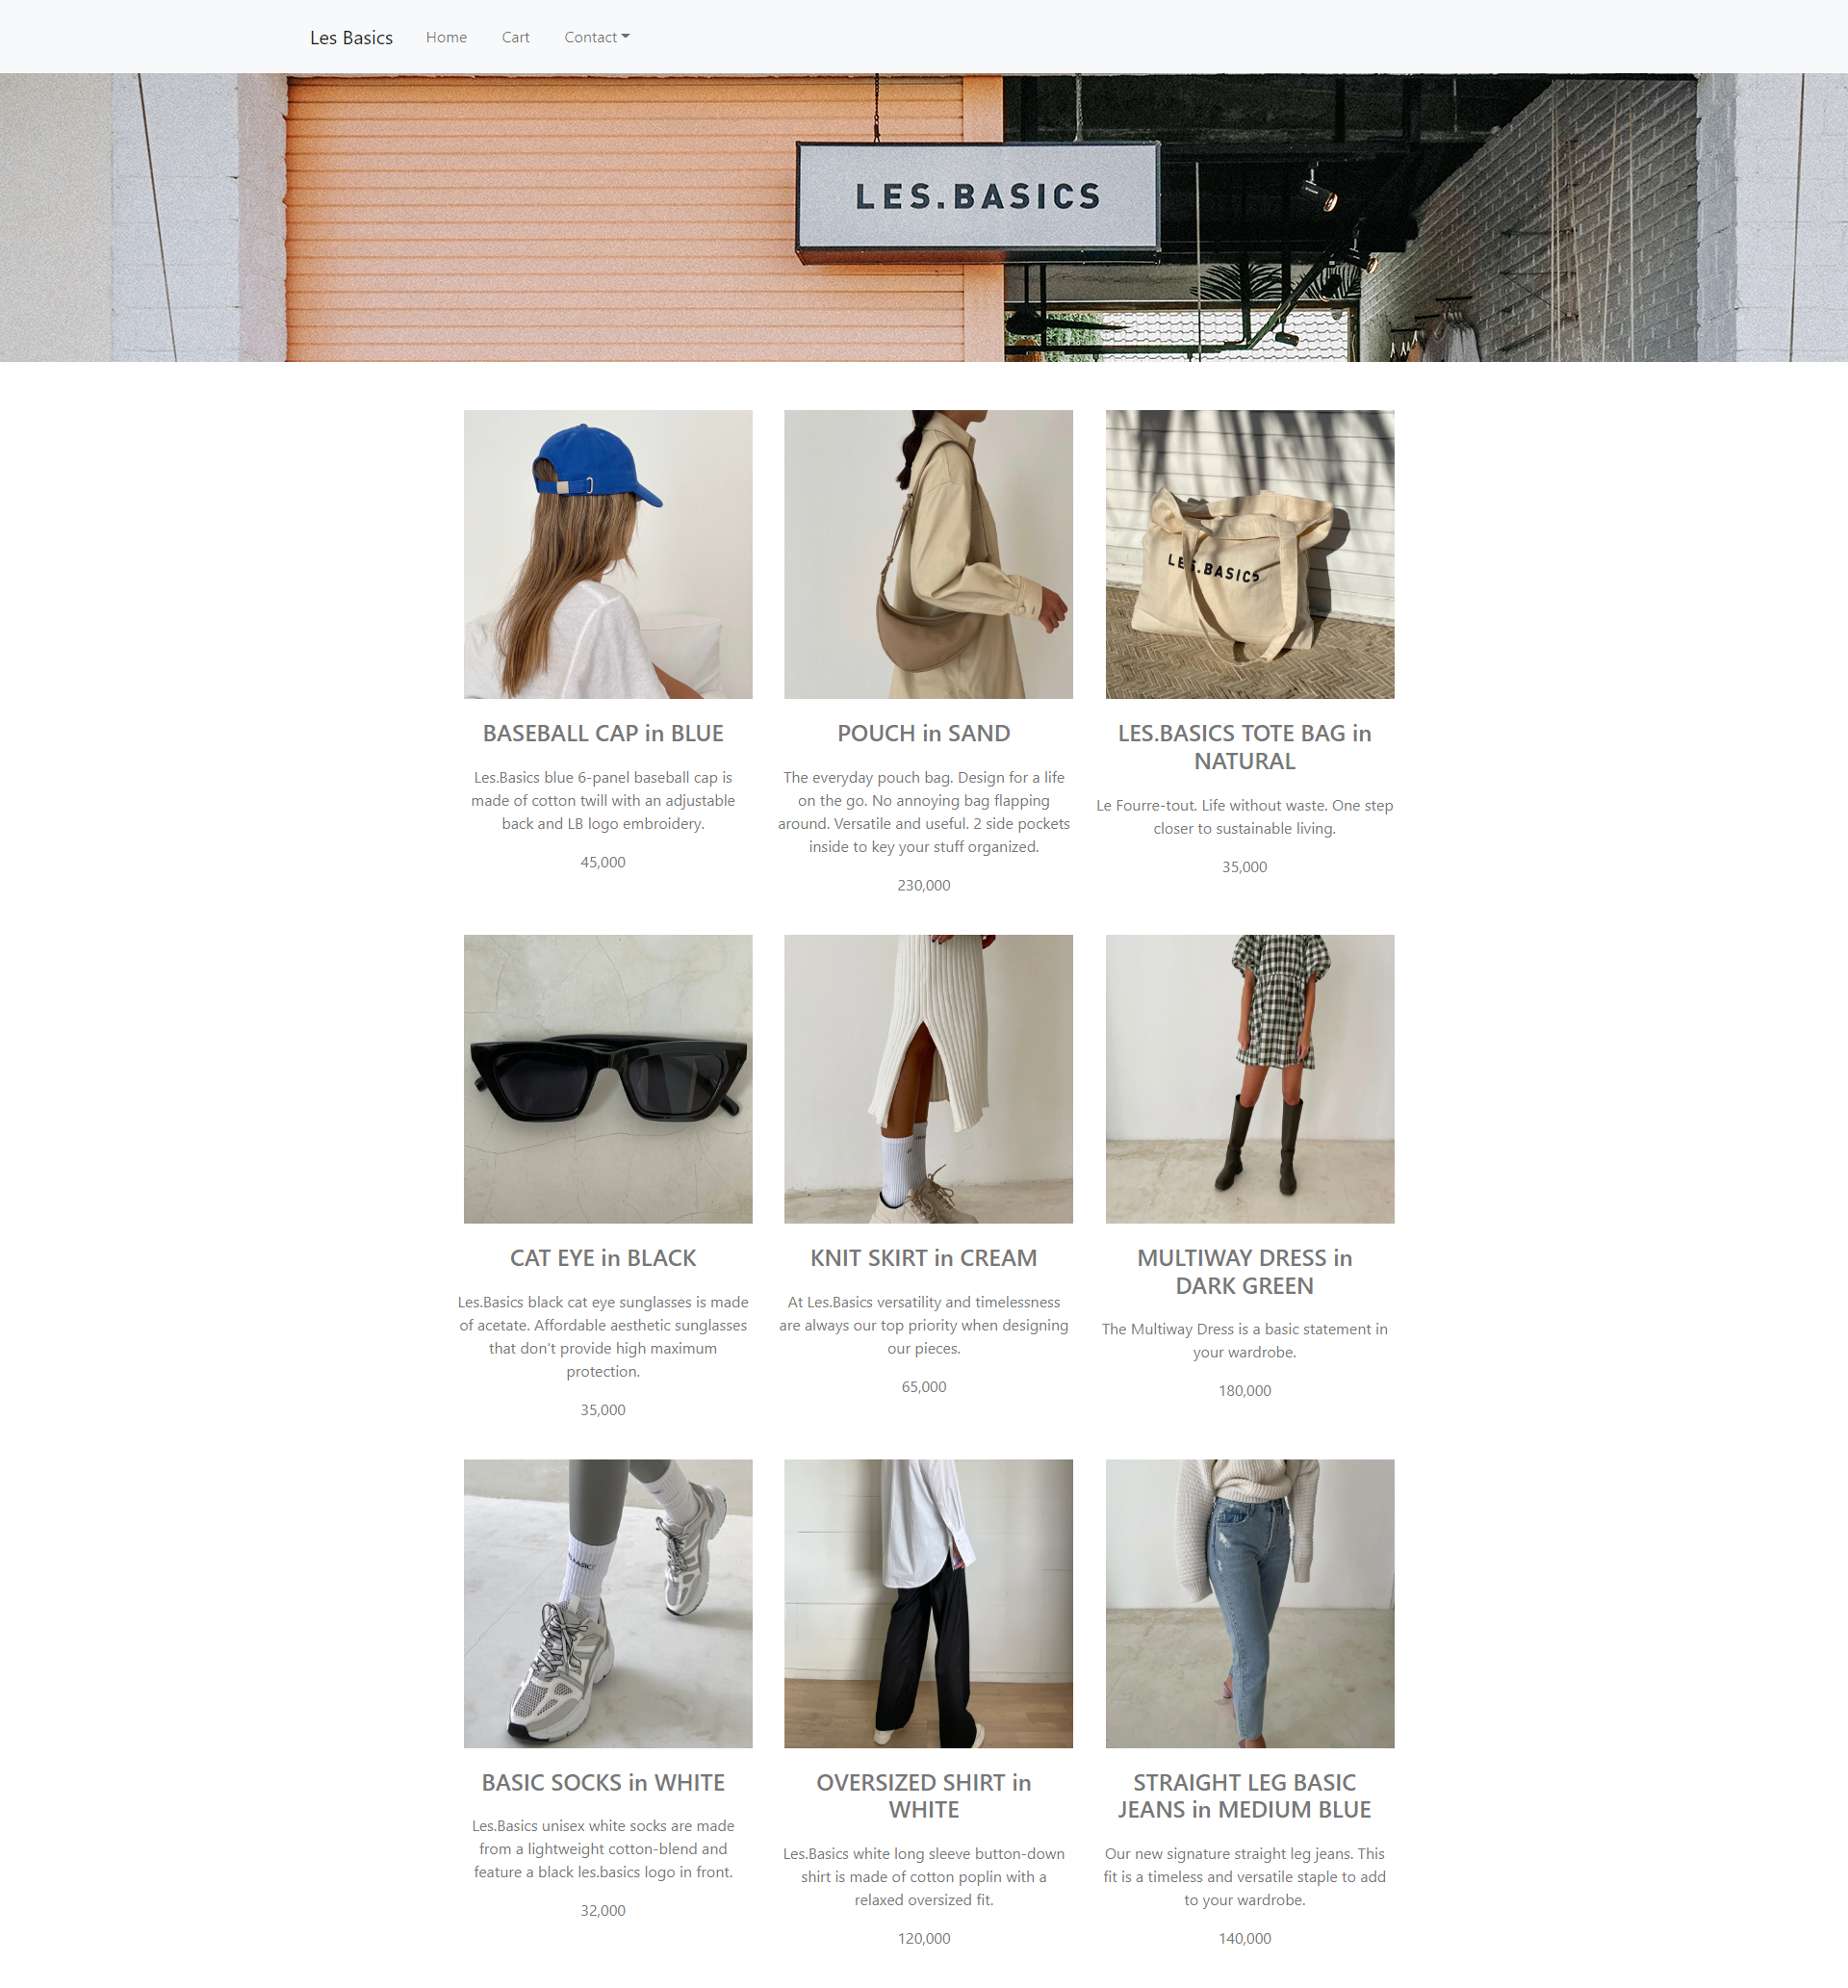 Les Basics Home Cart Contact
LES.BASICS
LES.BASICS
BASEBALL CAP in BLUE
Les.Basics blue 6-panel baseball cap is
made of cotton twill with an adjustable
back and LB logo embroidery.
45,000
POUCH in SAND
The everyday pouch bag. Design for a life
on the go. No annoying bag flapping
around. Versatile and useful. 2 side pockets
inside to key your stuff organized.
230,000
LES.BASICS TOTE BAG in
NATURAL
Le Fourre-tout. Life without waste. One step
closer to sustainable living.
35,000
CAT EYE in BLACK
Les.Basics black cat eye sunglasses is made
of acetate. Affordable aesthetic sunglasses
that don't provide high maximum
protection.
35,000
KNIT SKIRT in CREAM
At Les.Basics versatility and timelessness
are always our top priority when designing
our pieces.
65,000
MULTIWAY DRESS in
DARK GREEN
The Multiway Dress is a basic statement in
your wardrobe.
180,000
BASIC SOCKS in WHITE
Les.Basics unisex white socks are made
from a lightweight cotton-blend and
feature a black les.basics logo in front.
32,000
OVERSIZED SHIRT in
WHITE
Les.Basics white long sleeve button-down
shirt is made of cotton poplin with a
relaxed oversized fit.
120,000
STRAIGHT LEG BASIC
JEANS in MEDIUM BLUE
Our new signature straight leg jeans. This
fit is a timeless and versatile staple to add
to your wardrobe.
140,000